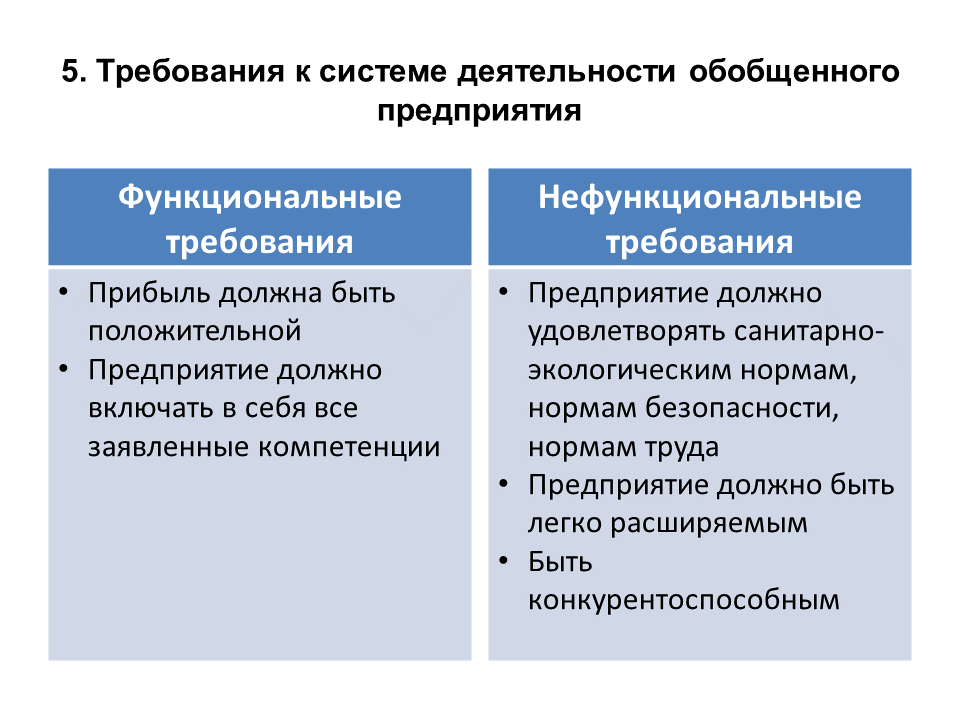 5. Требования к системе деятельности обобщенного
предприятия
Функциональные
требования
• Прибыль должна быть
положительной
• Предприятие должно
включать в себя все
заявленные компетенции
Нефункциональные
требования
• Предприятие должно
удовлетворять санитарно-
экологическим нормам,
нормам безопасности,
нормам труда
• Предприятие должно быть
легко расширяемым
• Быть
конкурентоспособным